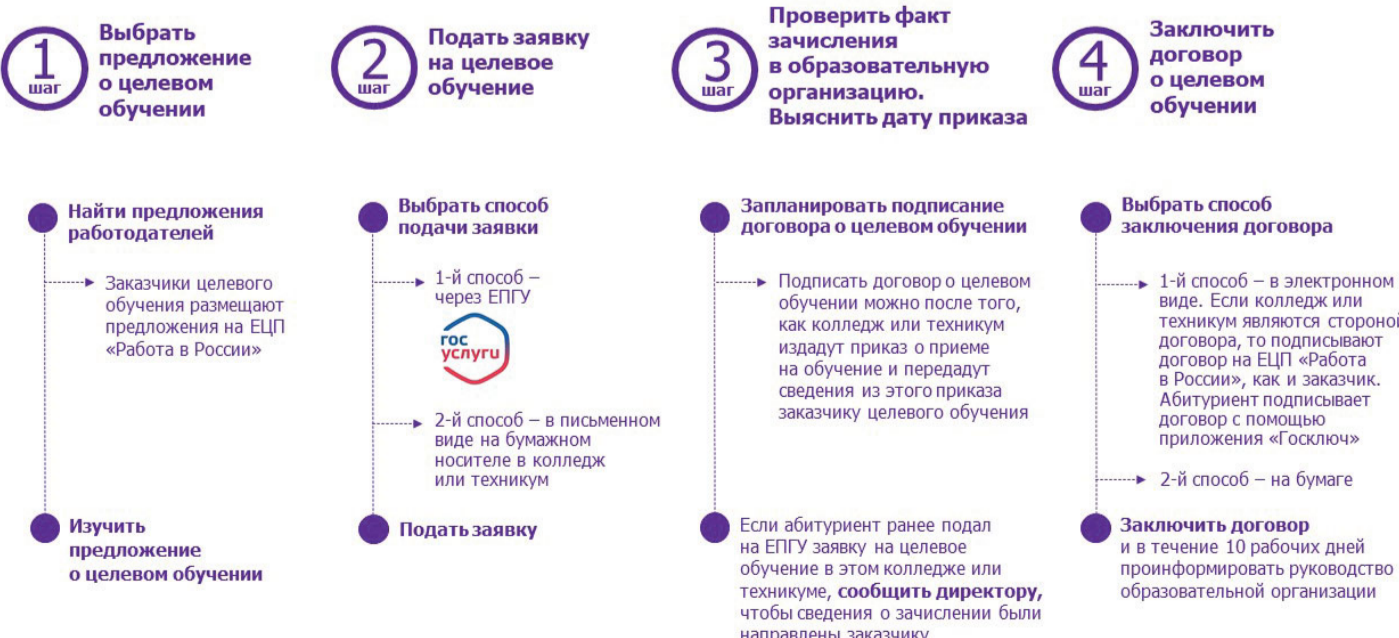 1
шаг
Выбрать
предложение
о целевом
обучении
Найти предложения
работодателей
Заказчики целевого
обучения размещают
предложения на ЕЦП
«Работа в России»
Изучить
предложение
о целевом обучении
2
шаг
Подать заявку
на целевое
обучение
Выбрать способ
подачи заявки
1-й способ –
через ЕПГУ
гос
услуги
2-й способ – в письменном
виде на бумажном
носителе в колледж
или техникум
Подать заявку
3
шаг
Проверить факт
зачисления
в образовательную
организацию.
Выяснить дату приказа
Запланировать подписание
договора о целевом обучении
Подписать договор о целевом
обучении можно после того,
как колледж или техникум
издадут приказ о приеме
на обучение и передадут
сведения из этого приказа
заказчику целевого обучения
Если абитуриент ранее подал
на ЕПГУ заявку на целевое
обучение в этом колледже или
техникуме, сообщить директору,
чтобы сведения о зачислении были
направлены заказчику
4
шаг
Заключить
договор
о целевом
обучении
Выбрать способ
заключения договора
1-й способ – в электронном
виде. Если колледж или
техникум являются стороной
договора, то подписывают
договор на ЕЦП «Работа
в России», как и заказчик.
Абитуриент подписывает
договор с помощью
приложения «Госключ»
2-й способ – на бумаге
Заключить договор
и в течение 10 рабочих дней
проинформировать руководство
образовательной организации